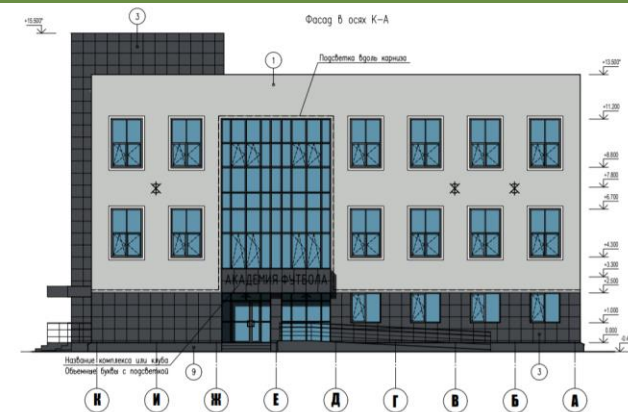 Фасад в осях К-А
+15.500*
3
1
Подсветка вдоль карниза
+13.500*
+11.200
+8.000
+7.800
+6.700
АКАДЕМИЯ ФУТБОЛА
+4.300
+3.300
+2.600
+1.000
0.000
Название комплекса или клуба
Объемные буквы с подсветкой
9
3
К И Ж Е Д Г В Б А